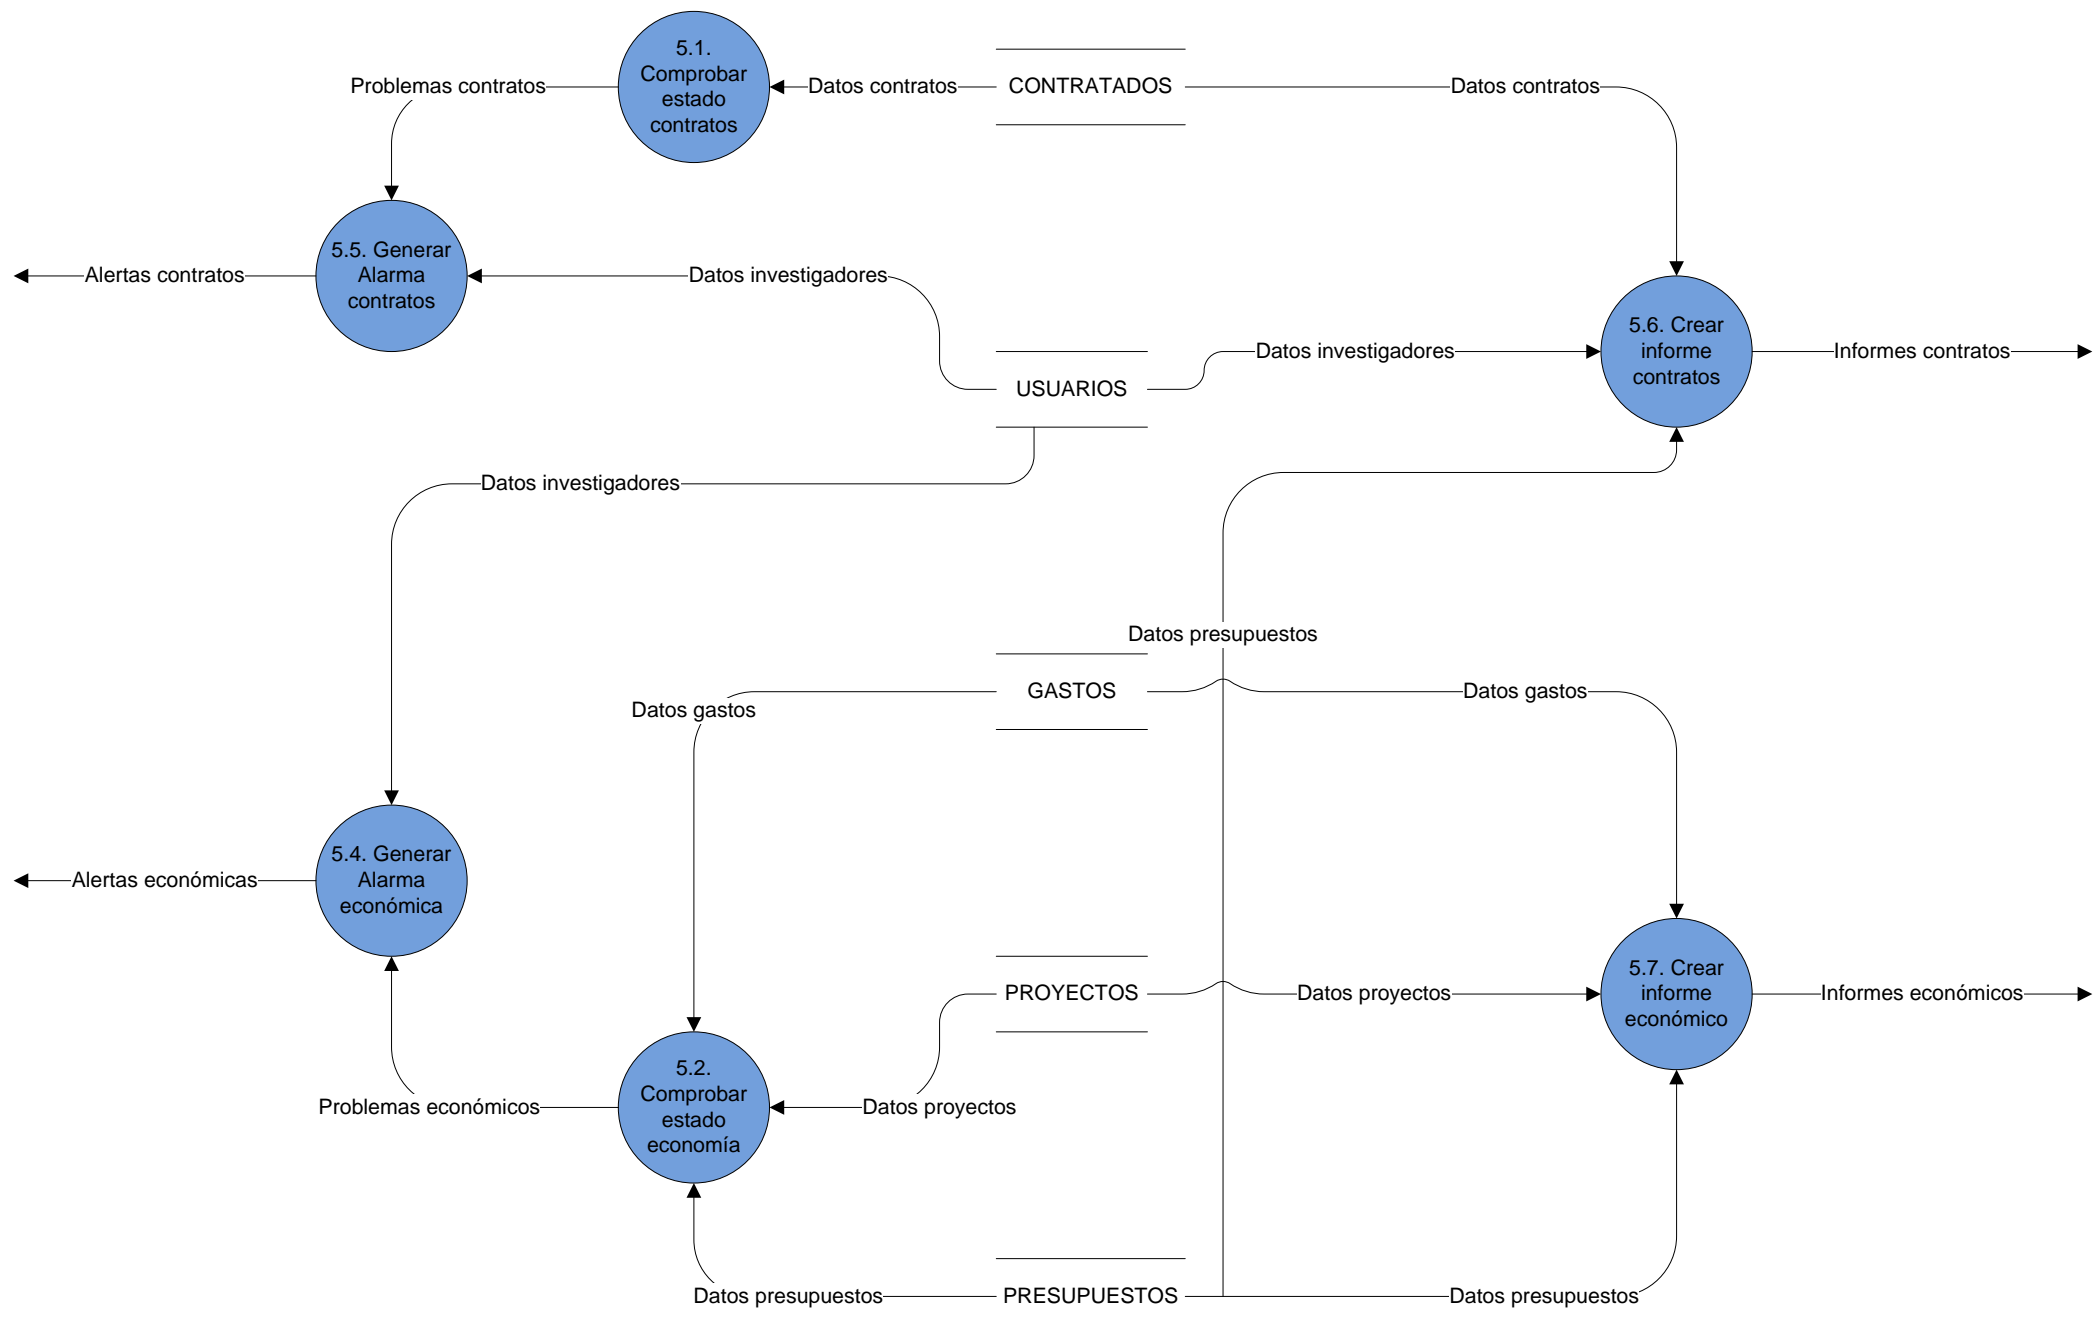 5.1.
Comprobar
estado
contratos
Problemas contratos
Datos contratos
CONTRATADOS
Datos contratos
5.5. Generar
Alarma
contratos
Alertas contratos
Datos investigadores
5.6. Crear
informe
contratos
Datos investigadores
Informes contratos
USUARIOS
Datos investigadores
Datos presupuestos
GASTOS
Datos gastos
Datos gastos
5.4. Generar
Alarma
económica
Alertas económicas
5.7. Crear
informe
económico
PROYECTOS
Datos proyectos
Informes económicos
5.2.
Comprobar
estado
economía
Problemas económicos
Datos proyectos
Datos presupuestos
PRESUPUESTOS
Datos presupuestos